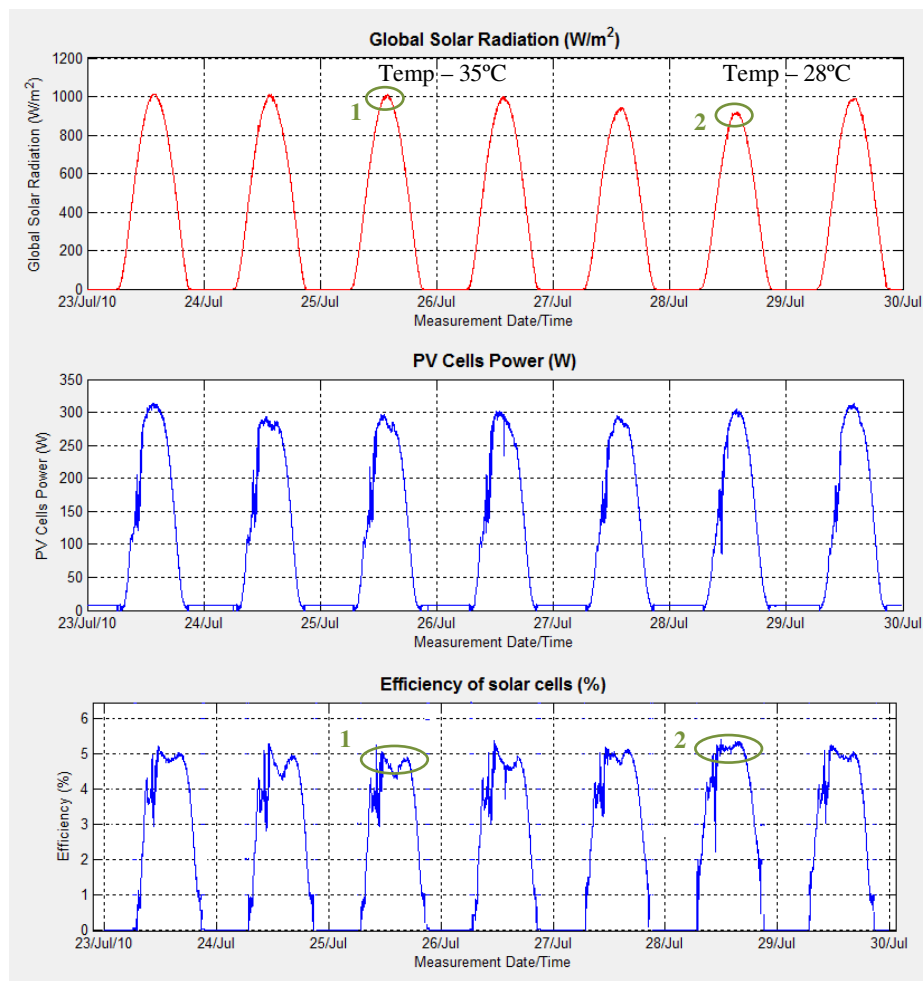 Global Solar Radiation (W/m²)
Temp – 35ºC
Temp – 28ºC
1
2
Global Solar Radiation (W/m²)
1200
1000
800
600
400
200
0
23/Jul/10 24/Jul 25/Jul 26/Jul 27/Jul 28/Jul 29/Jul 30/Jul
Measurement Date/Time
PV Cells Power (W)
PV Cells Power (W)
350
300
250
200
150
100
50
0
23/Jul/10 24/Jul 25/Jul 26/Jul 27/Jul 28/Jul 29/Jul 30/Jul
Measurement Date/Time
Efficiency of solar cells (%)
1
2
Efficiency (%)
6
5
4
3
2
1
0
23/Jul/10 24/Jul 25/Jul 26/Jul 27/Jul 28/Jul 29/Jul 30/Jul
Measurement Date/Time